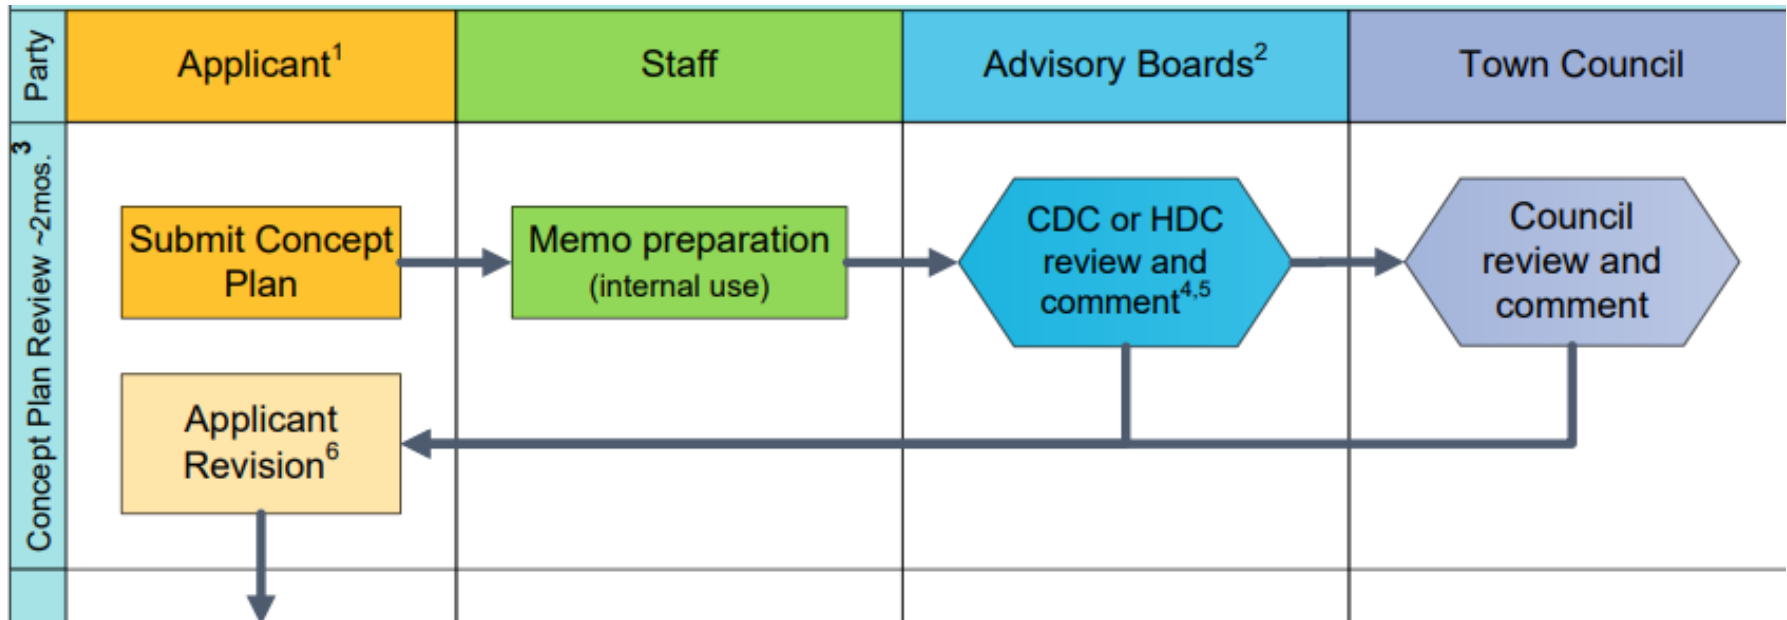 Party
Applicant¹
Staff
Advisory Boards²
Town Council
Concept Plan Review ~2mos.³
Submit Concept
Plan
Memo preparation
(internal use)
CDC or HDC
review and
comment⁴,⁵
Council
review and
comment
Applicant
Revision⁶